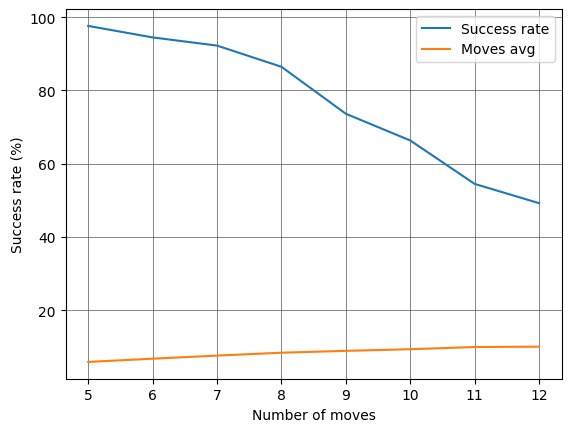 100
80
60
40
20
Success rate (%)
Success rate
Moves avg
5 6 7 8 9 10 11 12
Number of moves